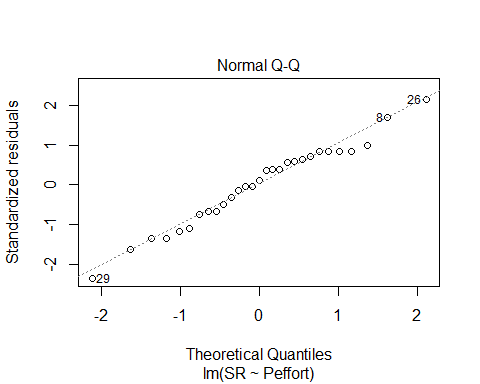 Normal Q-Q
Standardized residuals
2
1
0
-1
-2
26
8
29
-2 -1 0 1 2
Theoretical Quantiles
lm(SR ~ Peffort)